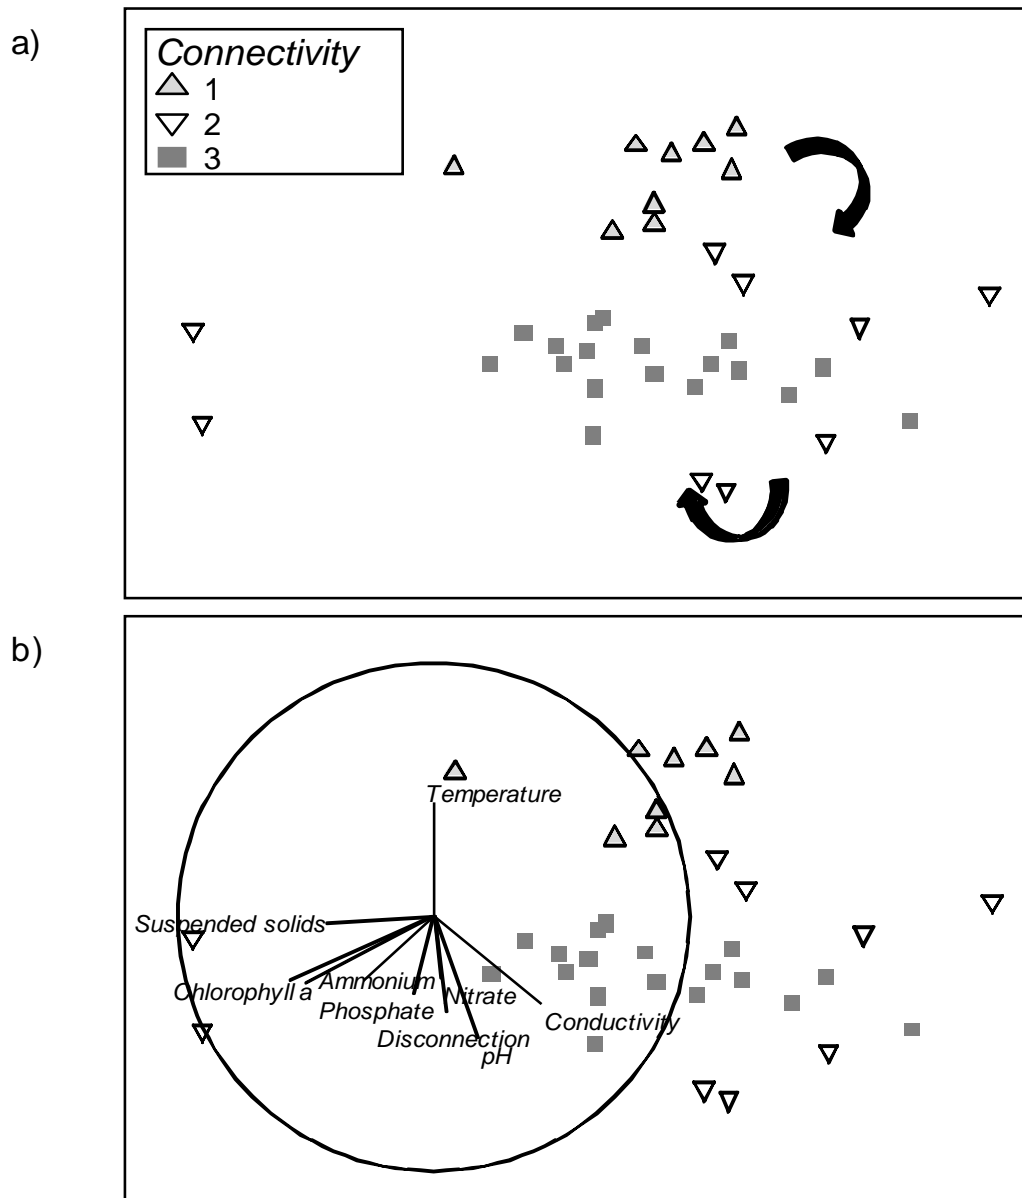 a)
Connectivity
1
2
3
b)
Temperature
Suspended solids
Chlorophyll a
Ammonium
Nitrate
Phosphate
Conductivity
Disconnection
pH